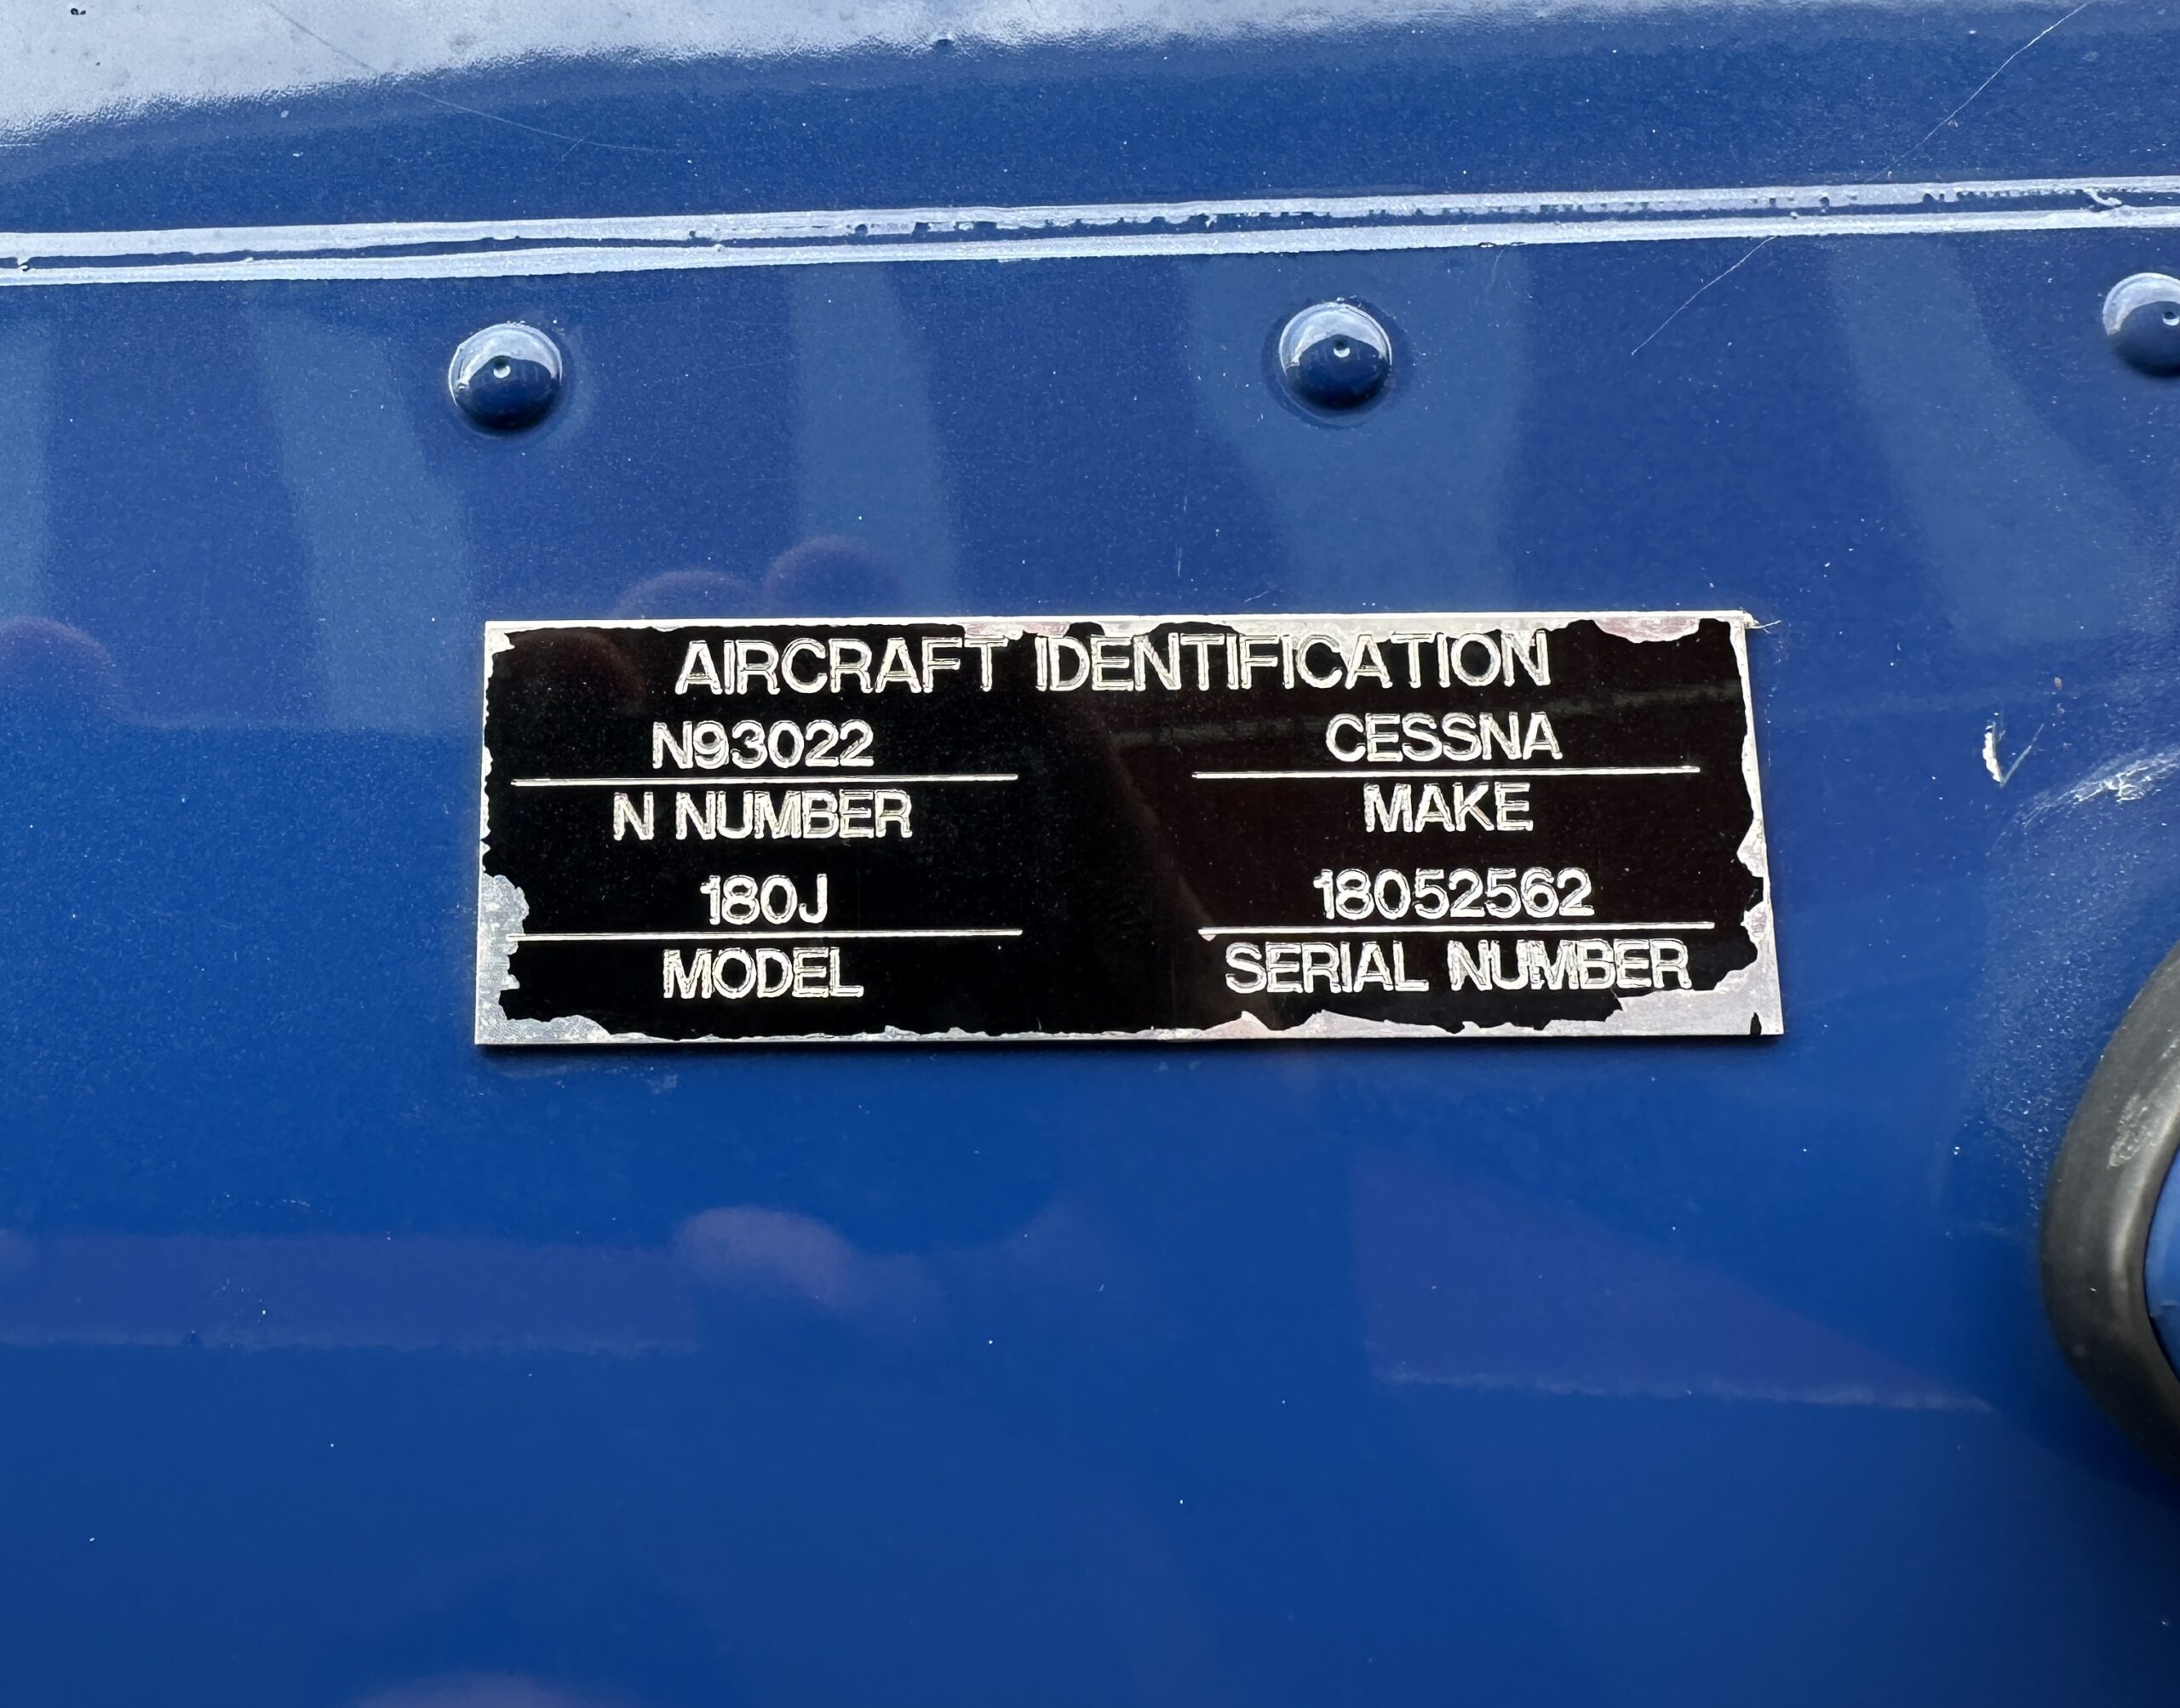 AIRCRAFT IDENTIFICATION
N93022 CESSNA
N NUMBER MAKE
180J 18052562
MODEL SERIAL NUMBER